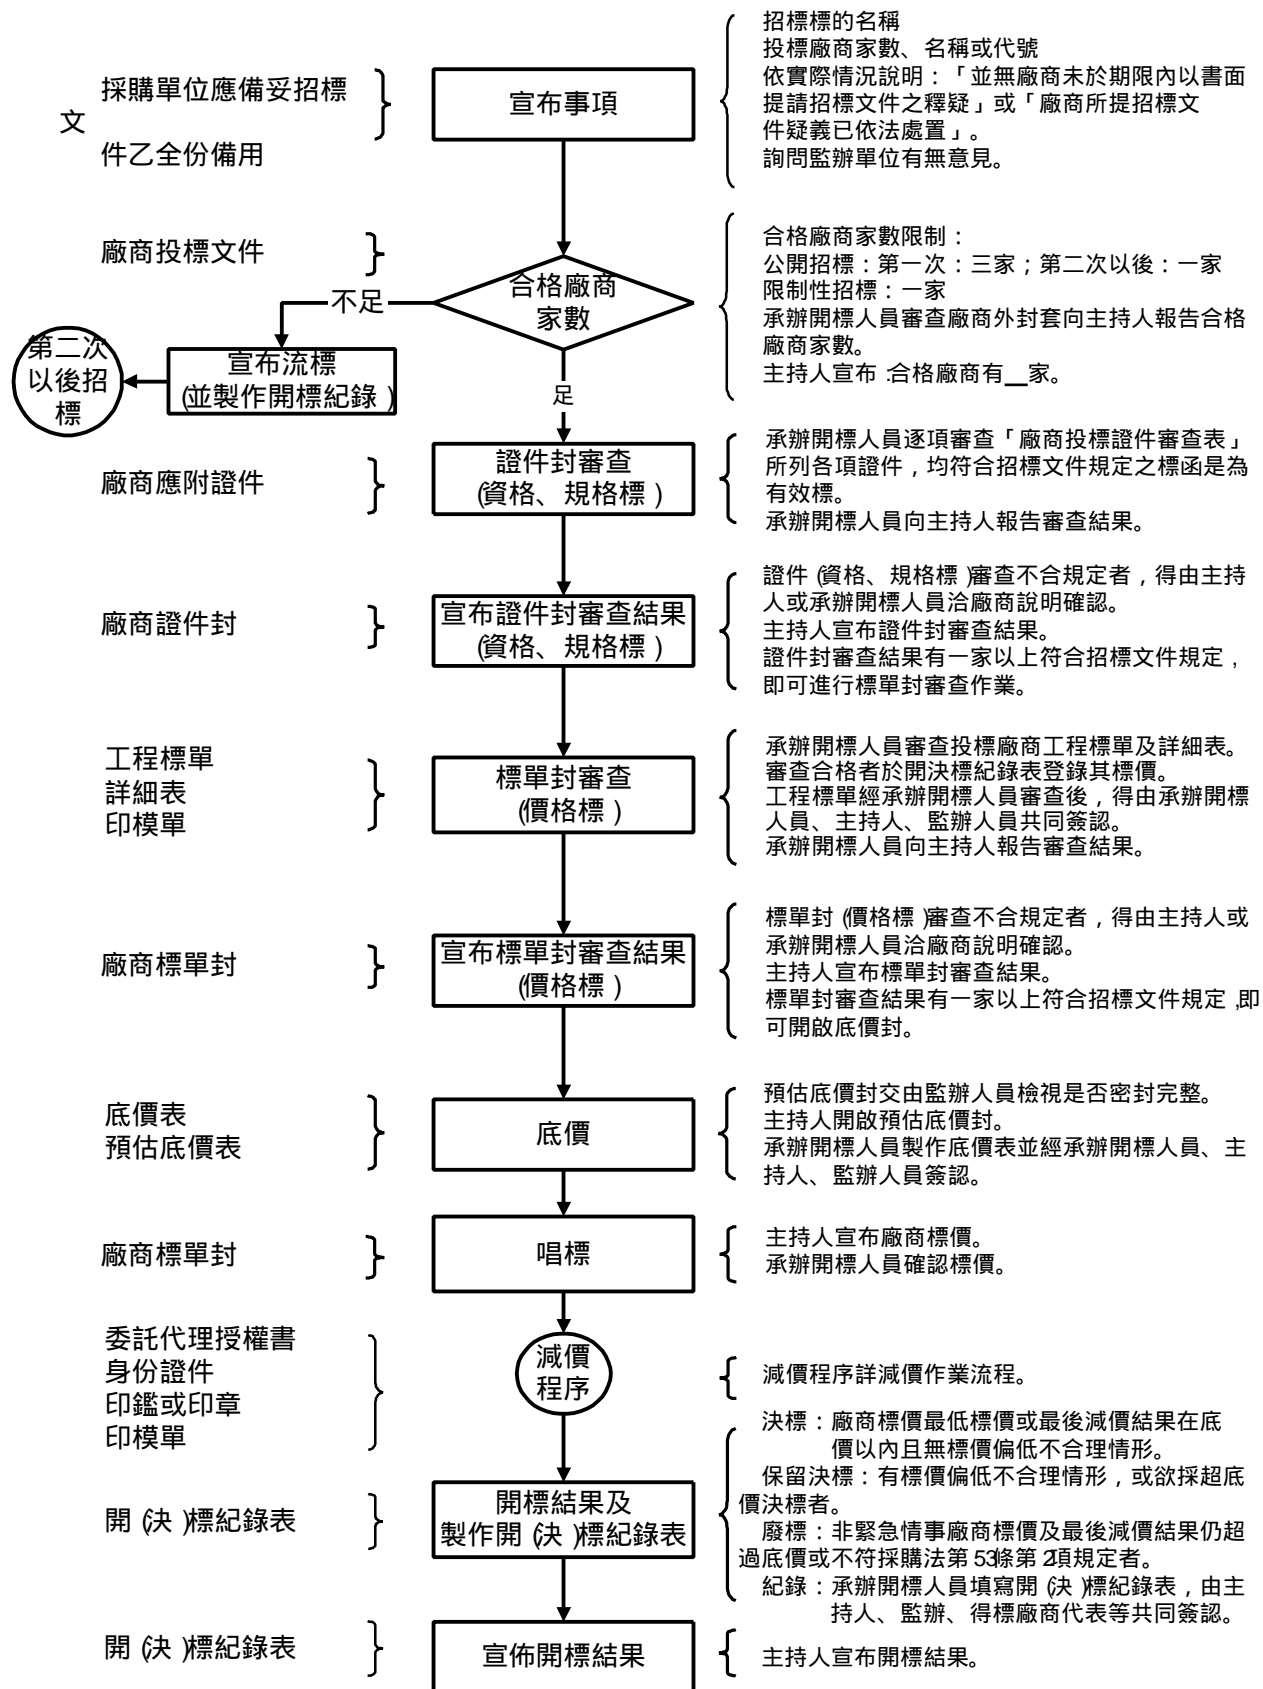 招標標的名稱
投標廠商家數、名稱或代號
依實際情況說明：「並無廠商未於期限內以書面
提請招標文件之釋疑」或「廠商所提招標文
件疑義已依法處置」。
詢問監辦單位有無意見。
採購單位應備妥招標
文
件乙全份備用
宣布事項
廠商投標文件
合格廠商
家數
不足
足
合格廠商家數限制：
公開招標：第一次：三家；第二次以後：一家
限制性招標：一家
承辦開標人員審查廠商外封套向主持人報告合格
廠商家數。
主持人宣布:合格廠商有__家。
第二次
以後招
標
宣布流標
(並製作開標紀錄)
廠商應附證件
證件封審查
(資格、規格標)
承辦開標人員逐項審查「廠商投標證件審查表」
所列各項證件，均符合招標文件規定之標函是為
有效標。
承辦開標人員向主持人報告審查結果。
廠商證件封
宣布證件封審查結果
(資格、規格標)
證件(資格、規格標)審查不合規定者，得由主持
人或承辦開標人員洽廠商說明確認。
主持人宣布證件封審查結果。
證件封審查結果有一家以上符合招標文件規定，
即可進行標單封審查作業。
工程標單
詳細表
印模單
標單封審查
(價格標)
承辦開標人員審查投標廠商工程標單及詳細表。
審查合格者於開決標紀錄表登錄其標價。
工程標單經承辦開標人員審查後，得由承辦開標
人員、主持人、監辦人員共同簽認。
承辦開標人員向主持人報告審查結果。
廠商標單封
宣布標單封審查結果
(價格標)
標單封(價格標)審查不合規定者，得由主持人或
承辦開標人員洽廠商說明確認。
主持人宣布標單封審查結果。
標單封審查結果有一家以上符合招標文件規定,即
可開啟底價封。
底價表
預估底價表
底價
預估底價封交由監辦人員檢視是否密封完整。
主持人開啟預估底價封。
承辦開標人員製作底價表並經承辦開標人員、主
持人、監辦人員簽認。
廠商標單封
唱標
主持人宣布廠商標價。
承辦開標人員確認標價。
委託代理授權書
身份證件
印鑑或印章
印模單
減價
程序
減價程序詳減價作業流程。
開(決)標紀錄表
開標結果及
製作開(決)標紀錄表
決標：廠商標價最低標價或最後減價結果在底
價以內且無標價偏低不合理情形。
保留決標：有標價偏低不合理情形，或欲採超底
價決標者。
廢標：非緊急情事廠商標價及最後減價結果仍超
過底價或不符採購法第53條第2項規定者。
紀錄：承辦開標人員填寫開(決)標紀錄表，由主
持人、監辦、得標廠商代表等共同簽認。
開(決)標紀錄表
宣佈開標結果
主持人宣布開標結果。